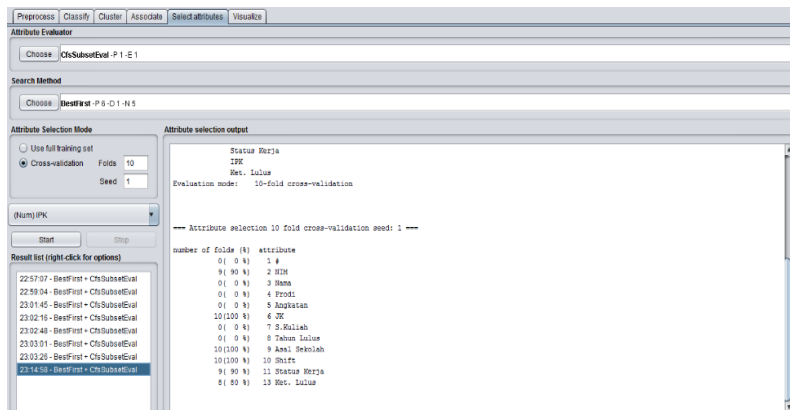 Preprocess Classify Cluster Associate Select attributes Visualize
Attribute Evaluator
Choose CfsSubsetEval -P 1 -E 1
Search Method
Choose BestFirst -P 6 -D 1 -N 5
Attribute Selection Mode
Use full training set
Cross-validation Folds 10
Seed 1
(Num) IPK
Start Stop
Result list (right-click for options)
22:57:07 - BestFirst + CfsSubsetEval
22:59:04 - BestFirst + CfsSubsetEval
23:01:45 - BestFirst + CfsSubsetEval
23:02:16 - BestFirst + CfsSubsetEval
23:02:48 - BestFirst + CfsSubsetEval
23:03:01 - BestFirst + CfsSubsetEval
23:03:26 - BestFirst + CfsSubsetEval
23:14:58 - BestFirst + CfsSubsetEval
Attribute selection output
Status Kerja
IPK
Ket. Lulus
Evaluation mode: 10-fold cross-validation
=== Attribute selection 10 fold cross-validation seed: 1 ===
number of folds (%) attribute
0( 0 %) 1 #
9( 90 %) 2 NIM
0( 0 %) 3 Nama
0( 0 %) 4 Prodi
0( 0 %) 5 Angkatan
10(100 %) 6 JK
0( 0 %) 7 S.Kuliah
0( 0 %) 8 Tahun Lulus
10(100 %) 9 Asal Sekolah
10(100 %) 10 Shift
9( 90 %) 11 Status Kerja
8( 80 %) 13 Ket. Lulus